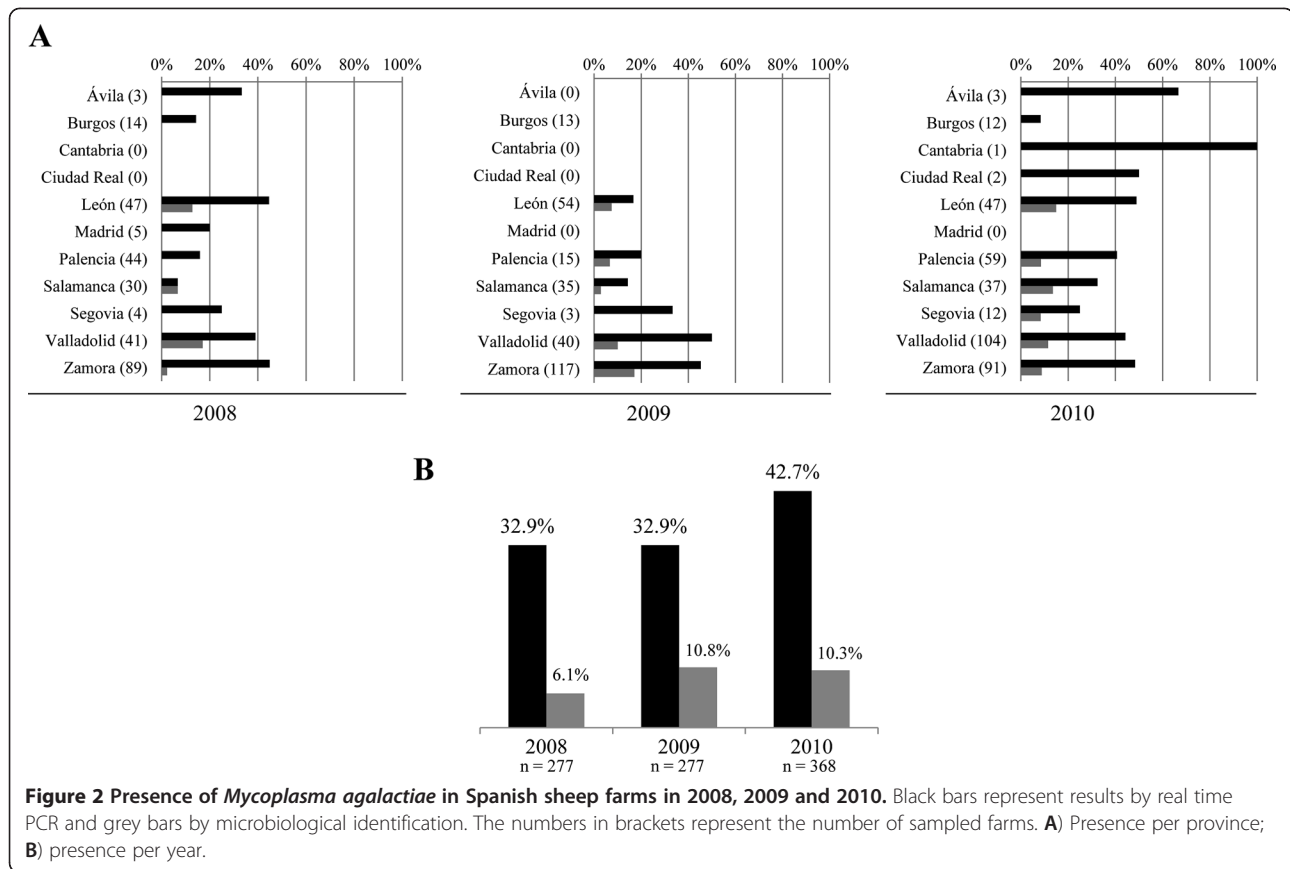 A
0% 20% 40% 60% 80% 100%
Ávila (3)
Burgos (14)
Cantabria (0)
Ciudad Real (0)
León (47)
Madrid (5)
Palencia (44)
Salamanca (30)
Segovia (4)
Valladolid (41)
Zamora (89)
2008
0% 20% 40% 60% 80% 100%
Ávila (0)
Burgos (13)
Cantabria (0)
Ciudad Real (0)
León (54)
Madrid (0)
Palencia (15)
Salamanca (35)
Segovia (3)
Valladolid (40)
Zamora (117)
2009
0% 20% 40% 60% 80% 100%
Ávila (3)
Burgos (12)
Cantabria (1)
Ciudad Real (2)
León (47)
Madrid (0)
Palencia (59)
Salamanca (37)
Segovia (12)
Valladolid (104)
Zamora (91)
2010
B
32.9% 6.1%
32.9% 10.8%
42.7% 10.3%
2008 2009 2010
n = 277 n = 277 n = 368
Figure 2 Presence of Mycoplasma agalactiae in Spanish sheep farms in 2008, 2009 and 2010. Black bars represent results by real time
PCR and grey bars by microbiological identification. The numbers in brackets represent the number of sampled farms. A) Presence per province;
B) presence per year.